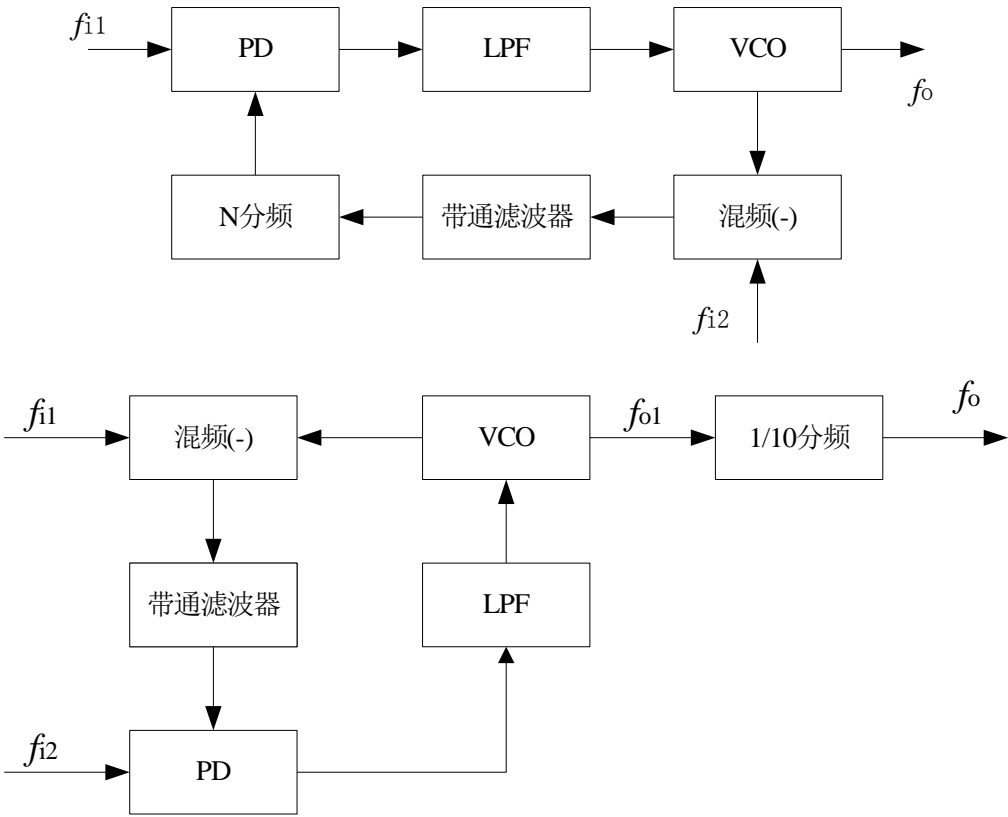 fi1
PD
LPF
VCO
fo
N分频
带通滤波器
混频(-)
fi2
fi1
混频(-)
VCO
fo1
1/10分频
fo
带通滤波器
LPF
fi2
PD